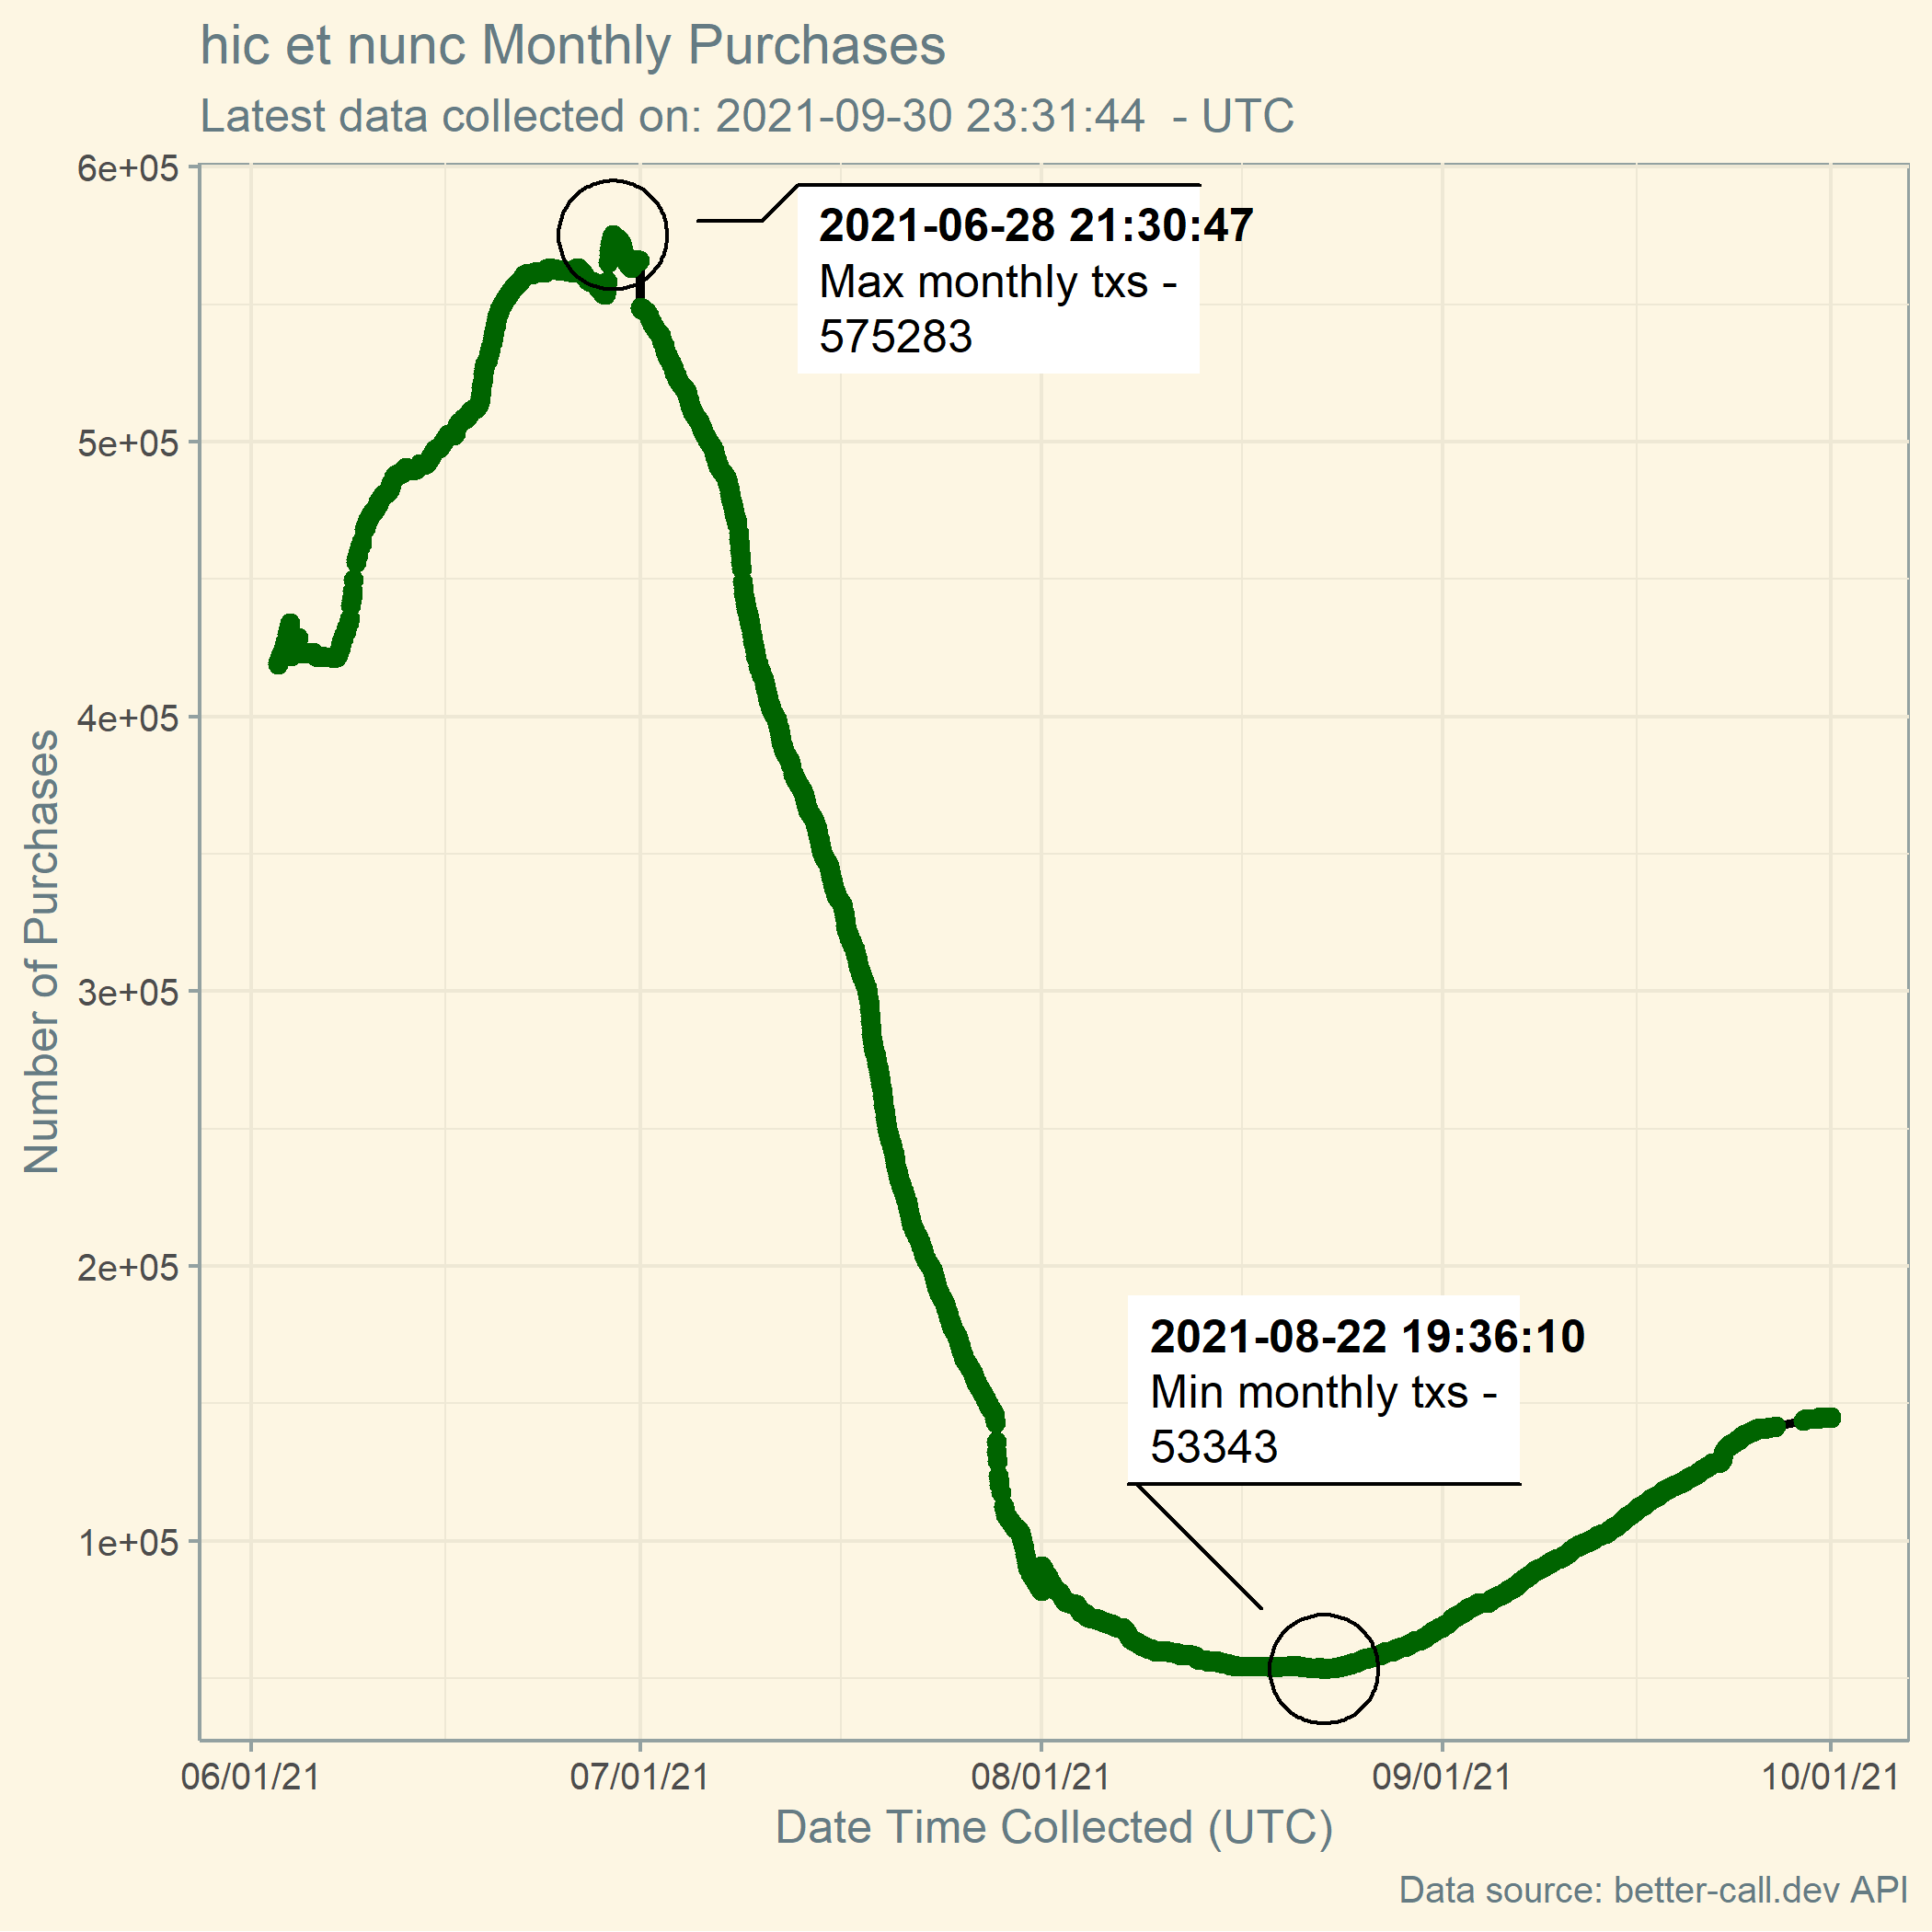 hic et nunc Monthly Purchases
Latest data collected on: 2021-09-30 23:31:44  - UTC
6e+05
5e+05
4e+05
3e+05
2e+05
1e+05
Number of Purchases
2021-06-28 21:30:47
Max monthly txs -
575283
2021-08-22 19:36:10
Min monthly txs -
53343
06/01/21
07/01/21
08/01/21
09/01/21
10/01/21
Date Time Collected (UTC)
Data source: better-call.dev API